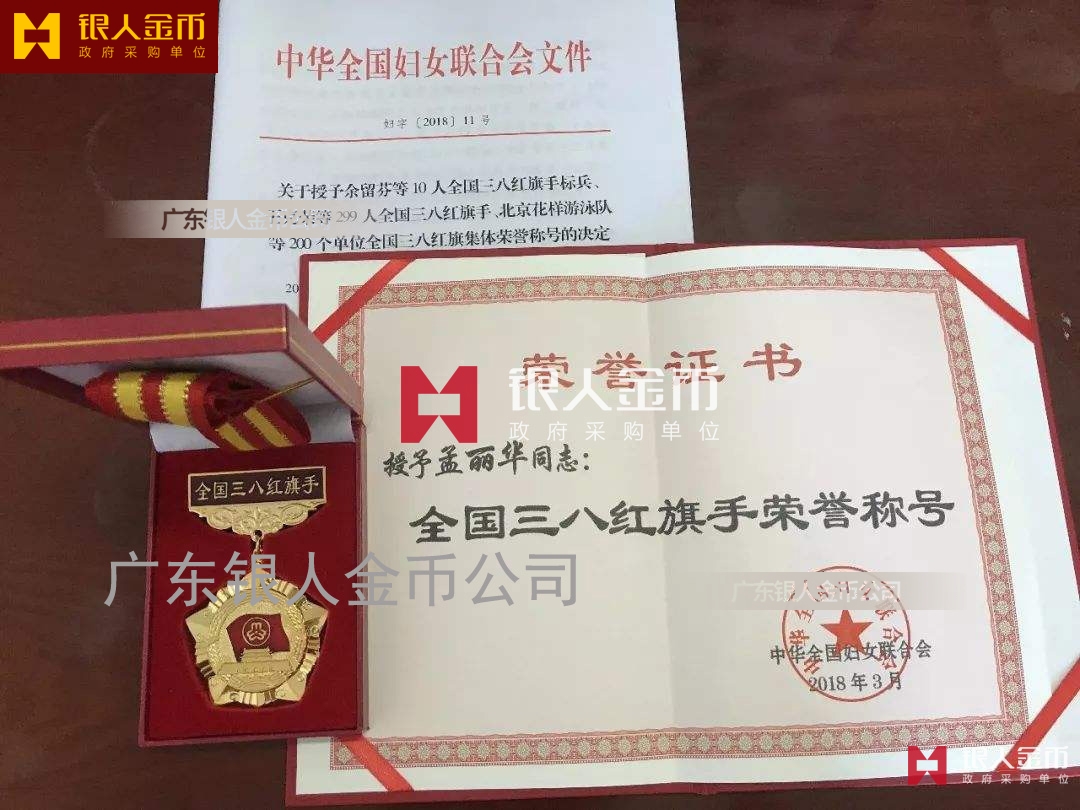 银人金币
政府采购单位
中华全国妇女联合会文件
妇字〔2018〕11号
关于授予余留芬等10人全国三八红旗手标兵、
等299人全国三八红旗手、北京花样游泳队
等200个单位全国三八红旗集体荣誉称号的决定
20
广东银人金币公司
荣誉证书
银人金币
政府采购单位
授予孟丽华同志：
全国三八红旗手荣誉称号
全国三八红旗手
广东银人金币公司
广东银人金币公司
中华全国妇女联合会
2018年3月
银人金币
政府采购单位